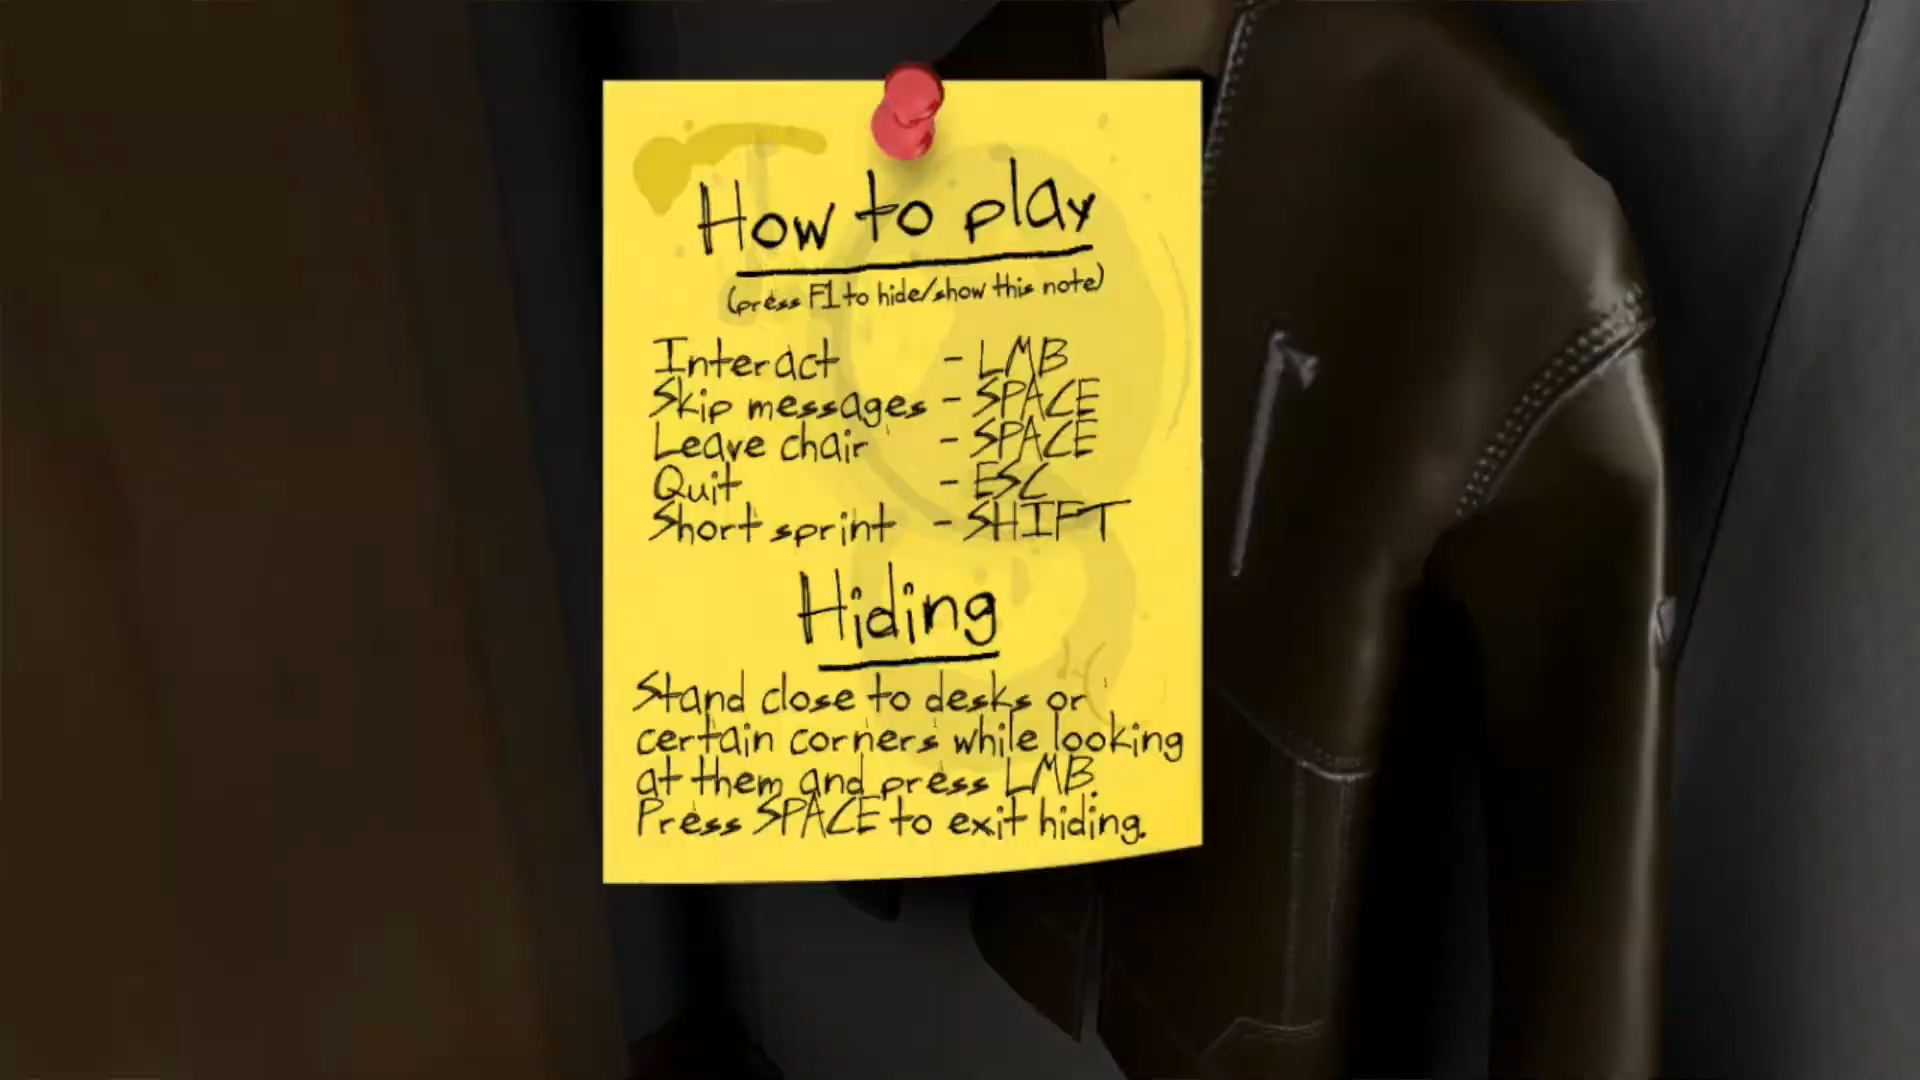 How to play
(press F1 to hide/show this note)
Interact - LMB
Skip messages - SPACE
Leave chair - SPACE
Quit - ESC
Short sprint - SHIFT
Hiding
Stand close to desks or
certain corners while looking
at them and press LMB.
Press SPACE to exit hiding.